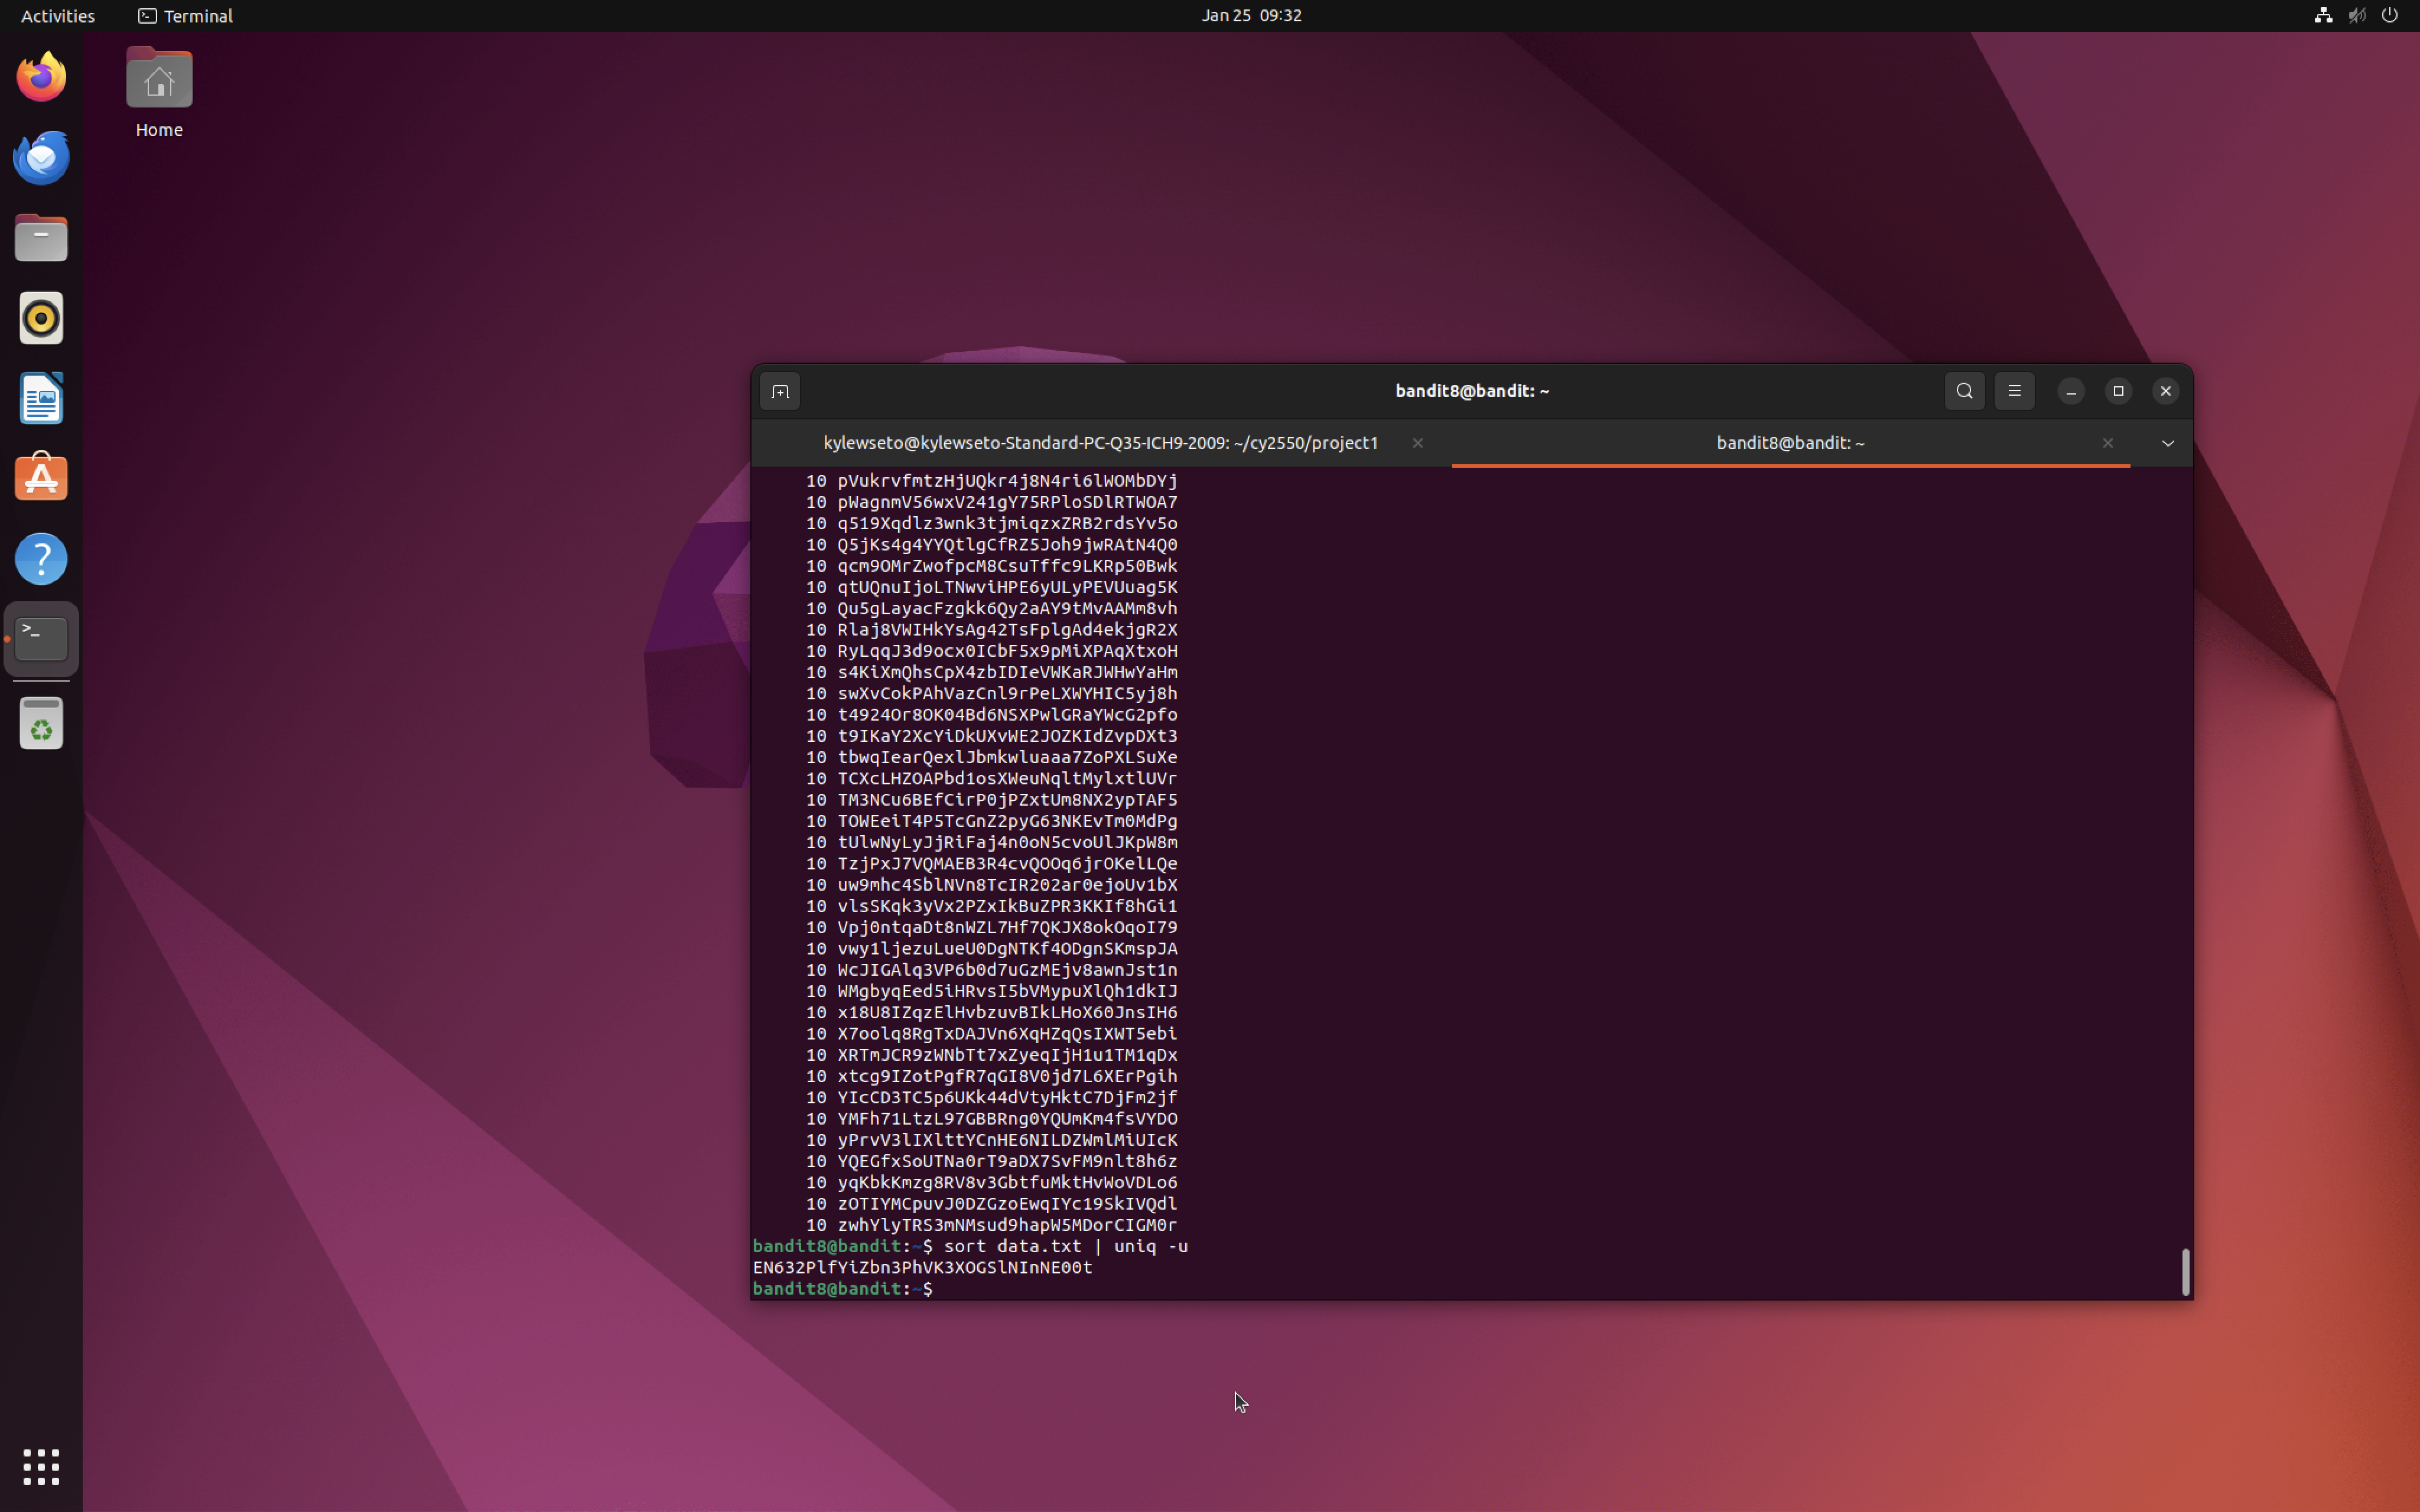 Activities
Terminal
Jan 25 09:32
Home
bandit8@bandit: ~
kylewseto@kylewseto-Standard-PC-Q35-ICH9-2009: ~/cy2550/project1
bandit8@bandit: ~
10 pVukrvfmtzHjUQkr4j8N4ri6lWOMbDYj
10 pWagnmV56wxV241gY75RPloSDlRTWOA7
10 q519Xqdlz3wnk3tjmiqzxZRB2rdsYv5o
10 Q5jKs4g4YYQtlgCfRZ5Joh9jwRAtN4Q0
10 qcm9OMrZwofpcM8CsuTffc9LKRp50Bwk
10 qtUQnuIjoLTNwviHPE6yULyPEVUuag5K
10 Qu5gLayacFzgkk6Qy2aAY9tMvAAMm8vh
10 Rlaj8VWIHkYsAg42TsFplgAd4ekjgR2X
10 RyLqqJ3d9ocx0ICbF5x9pMiXPAqXtxoH
10 s4KiXmQhsCpX4zbIDIeVWKaRJWHwYaHm
10 swXvCokPAhVazCnl9rPeLXWYHIC5yj8h
10 t4924Or8OK04Bd6NSXPwlGRaYWcG2pfo
10 t9IKaY2XcYiDkUXvWE2JOZKIdZvpDXt3
10 tbwqIearQexlJbmkwluaaa7ZoPXLSuXe
10 TCXcLHZOAPbd1osXWeuNqltMylxtlUVr
10 TM3NCu6BEfCirP0jPZxtUm8NX2ypTAF5
10 TOWEeiT4P5TcGnZ2pyG63NKEvTm0MdPg
10 tUlwNyLyJjRiFaj4n0oN5cvoUlJKpW8m
10 TzjPxJ7VQMAEB3R4cvQOOq6jrOKelLQe
10 uw9mhc4SblNVn8TcIR202ar0ejoUv1bX
10 vlsSKqk3yVx2PZxIkBuZPR3KKIf8hGi1
10 Vpj0ntqaDt8nWZL7Hf7QKJX8okOqoI79
10 vwy1ljezuLueU0DgNTKf4ODgnSKmspJA
10 WcJIGAlq3VP6b0d7uGzMEjv8awnJst1n
10 WMgbyqEed5iHRvsI5bVMypuXlQh1dkIJ
10 x18U8IZqzElHvbzuvBIkLHoX60JnsIH6
10 X7oolq8RgTxDAJVn6XqHZqQsIXWT5ebi
10 XRTmJCR9zWNbTt7xZyeqIjH1u1TM1qDx
10 xtcg9IZotPgfR7qGI8V0jd7L6XErPgih
10 YIcCD3TC5p6UKk44dVtyHktC7DjFm2jf
10 YMFh71LtzL97GBBRng0YQUmKm4fsVYDO
10 yPrvV3lIXlttYCnHE6NILDZWmlMiUIcK
10 YQEGfxSoUTNa0rT9aDX7SvFM9nlt8h6z
10 yqKbkKmzg8RV8v3GbtfuMktHvWoVDLo6
10 zOTIYMCpuvJ0DZGzoEwqIYc19SkIVQdl
10 zwhYlyTRS3mNMsud9hapW5MDorCIGM0r
bandit8@bandit:~$ sort data.txt | uniq -u
EN632PlfYiZbn3PhVK3XOGSlNInNE00t
bandit8@bandit:~$